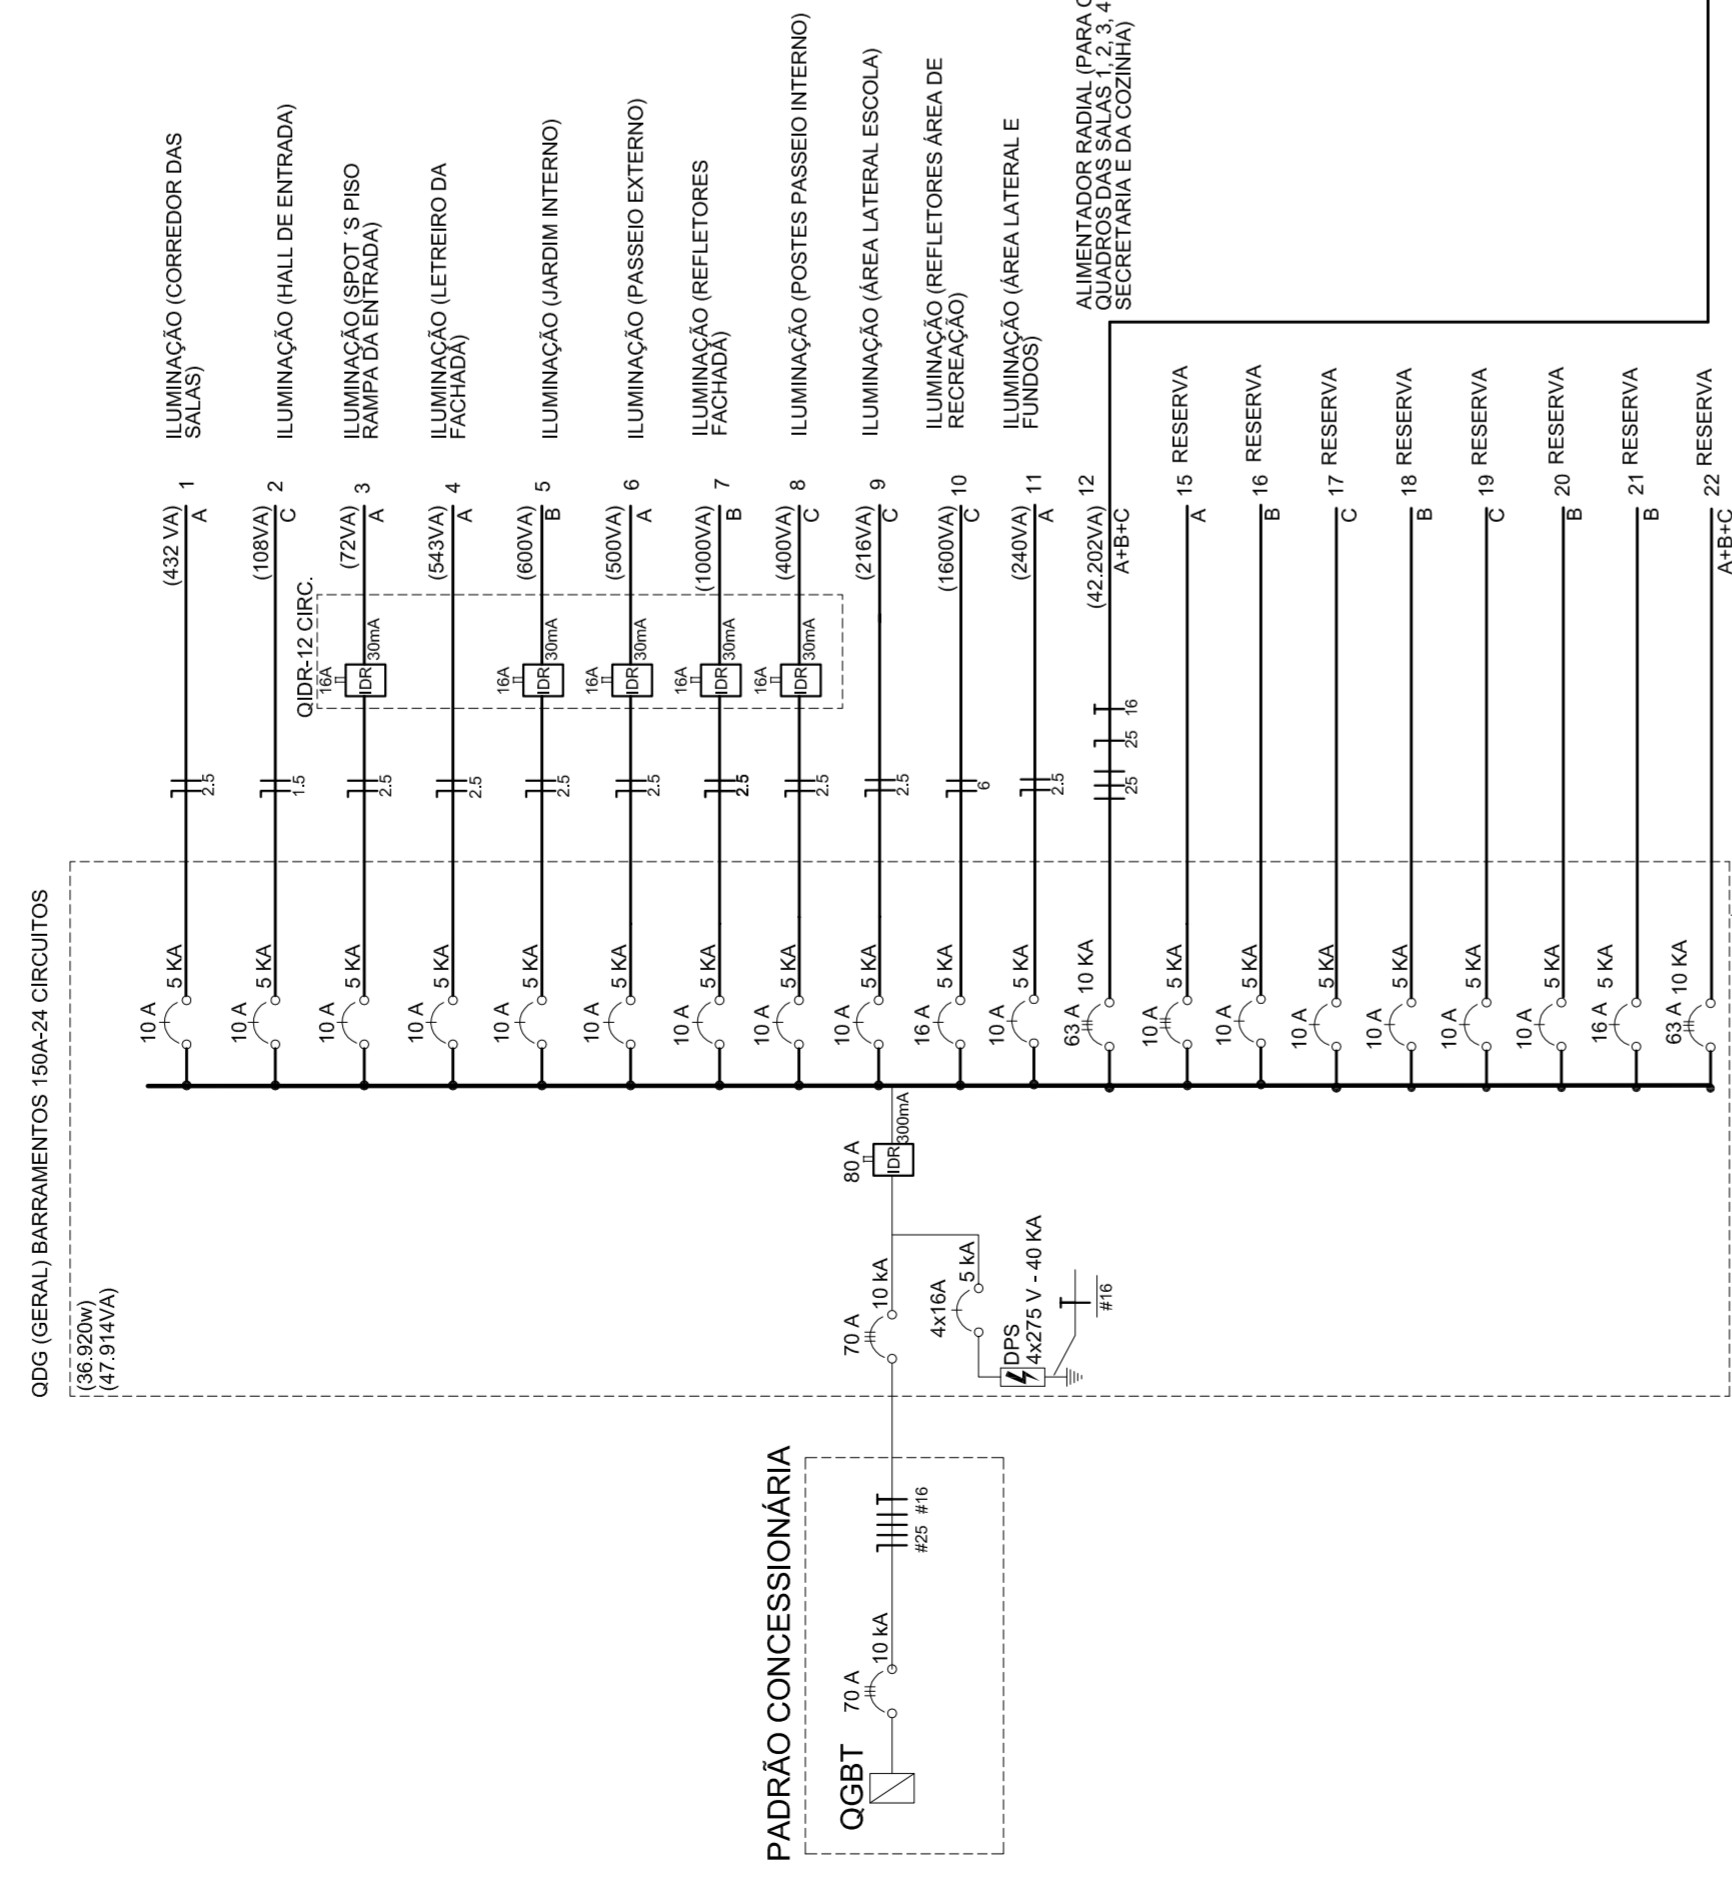 QDG (GERAL) BARRAMENTOS 150A-24 CIRCUITOS
(36.920w)
(47.914VA)
PADRÃO CONCESSIONÁRIA
QGBT
70 A
10 kA
#25 #16
70 A
10 kA
4x16A
5 kA
DPS
4x275 V - 40 KA
#16
80 A
IDR
300mA
QIDR-12 CIRC.
10 A
5 KA
2.5
(432 VA)
A
1
ILUMINAÇÃO (CORREDOR DAS
SALAS)
10 A
5 KA
1.5
(108VA)
C
2
ILUMINAÇÃO (HALL DE ENTRADA)
10 A
5 KA
2.5
16A
IDR
30mA
(72VA)
A
3
ILUMINAÇÃO (SPOT´S PISO
RAMPA DA ENTRADA)
10 A
5 KA
2.5
(543VA)
A
4
ILUMINAÇÃO (LETREIRO DA
FACHADA)
10 A
5 KA
2.5
16A
IDR
30mA
(600VA)
B
5
ILUMINAÇÃO (JARDIM INTERNO)
10 A
5 KA
2.5
16A
IDR
30mA
(500VA)
A
6
ILUMINAÇÃO (PASSEIO EXTERNO)
10 A
5 KA
2.5
16A
IDR
30mA
(1000VA)
B
7
ILUMINAÇÃO (REFLETORES
FACHADA)
10 A
5 KA
2.5
16A
IDR
30mA
(400VA)
C
8
ILUMINAÇÃO (POSTES PASSEIO INTERNO)
10 A
5 KA
2.5
(216VA)
C
9
ILUMINAÇÃO (ÁREA LATERAL ESCOLA)
16 A
5 KA
6
(1600VA)
C
10
ILUMINAÇÃO (REFLETORES ÁREA DE
RECREAÇÃO)
10 A
5 KA
2.5
(240VA)
A
11
ILUMINAÇÃO (ÁREA LATERAL E
FUNDOS)
63 A
10 KA
25
25
16
(42.202VA)
A+B+C
12
ALIMENTADOR RADIAL (PARA
QUADROS DAS SALAS 1, 2, 3, 4
SECRETARIA E DA COZINHA)
10 A
5 KA
A
15 RESERVA
10 A
5 KA
B
16 RESERVA
10 A
5 KA
C
17 RESERVA
10 A
5 KA
B
18 RESERVA
10 A
5 KA
C
19 RESERVA
10 A
5 KA
B
20 RESERVA
16 A
5 KA
B
21 RESERVA
63 A
10 KA
A+B+C
22 RESERVA